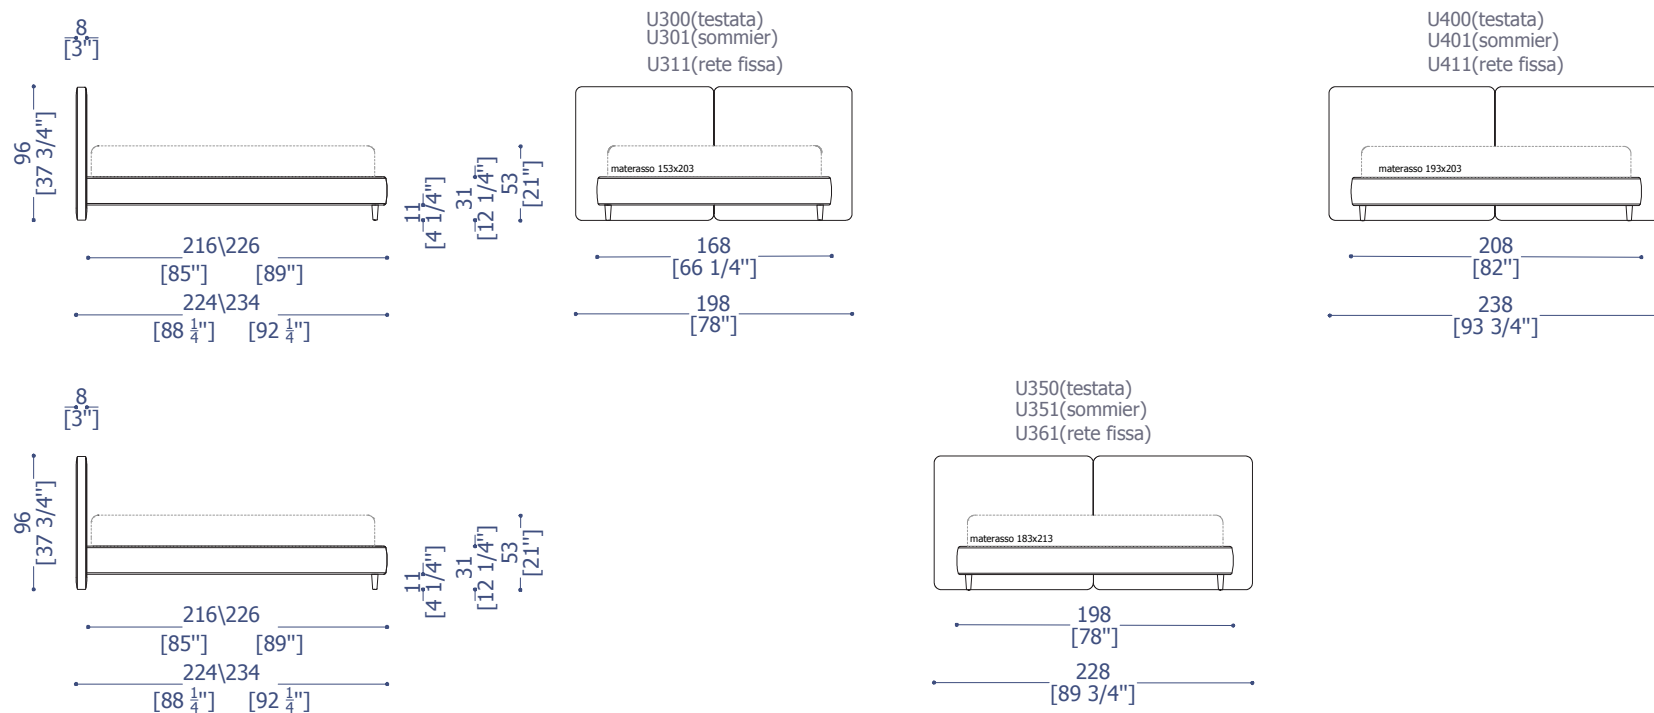 8
[3"]
96
[37 3/4"]
11
[4 1/4"]
31
[12 1/4"]
53
[21"]
216\226
[85"] [89"]
224\234
[88 1/4"] [92 1/4"]
U300(testata)
U301(sommier)
U311(rete fissa)
materasso 153x203
168
[66 1/4"]
198
[78"]
U400(testata)
U401(sommier)
U411(rete fissa)
materasso 193x203
208
[82"]
238
[93 3/4"]
8
[3"]
96
[37 3/4"]
11
[4 1/4"]
31
[12 1/4"]
53
[21"]
216\226
[85"] [89"]
224\234
[88 1/4"] [92 1/4"]
U350(testata)
U351(sommier)
U361(rete fissa)
materasso 183x213
198
[78"]
228
[89 3/4"]